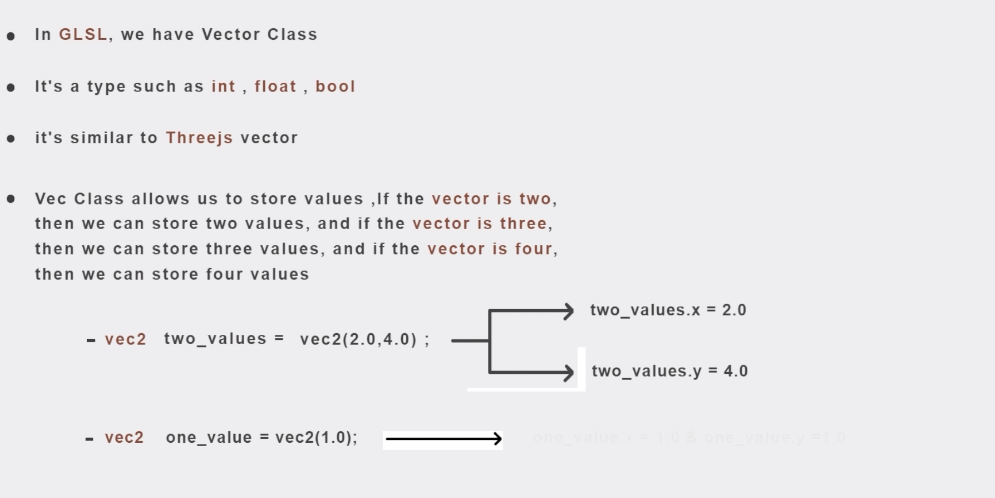 In GLSL, we have Vector Class
It's a type such as int , float , bool
it's similar to Threejs vector
Vec Class allows us to store values ,If the vector is two,
then we can store two values, and if the vector is three,
then we can store three values, and if the vector is four,
then we can store four values
two_values.x = 2.0
- vec2 two_values = vec2(2.0,4.0) ;
two_values.y = 4.0
- vec2 one_value = vec2(1.0); one_value.x = 1.0 & one_value.y =1.0